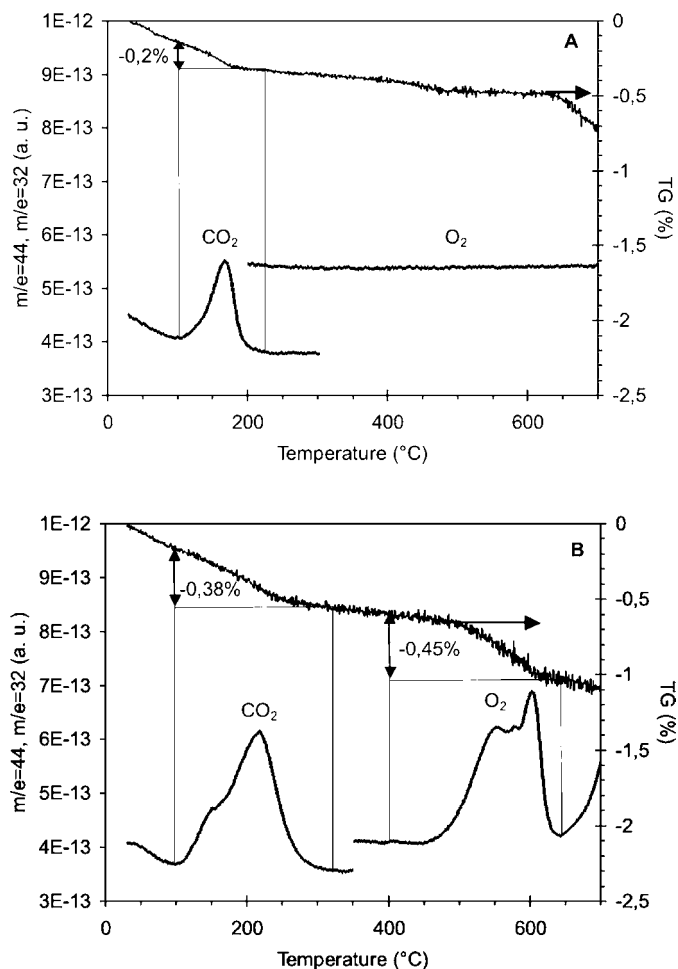 1E-12
9E-13
8E-13
7E-13
6E-13
5E-13
4E-13
3E-13
m/e=44, m/e=32 (a. u.)
-0,2%
A
CO₂
O₂
0
-0,5
-1
-1,5
-2
-2,5
TG (%)
0
200
400
600
Temperature (°C)
1E-12
9E-13
8E-13
7E-13
6E-13
5E-13
4E-13
3E-13
m/e=44, m/e=32 (a. u.)
B
-0,38%
-0,45%
CO₂
O₂
0
-0,5
-1
-1,5
-2
-2,5
TG (%)
0
200
400
600
Temperature (°C)